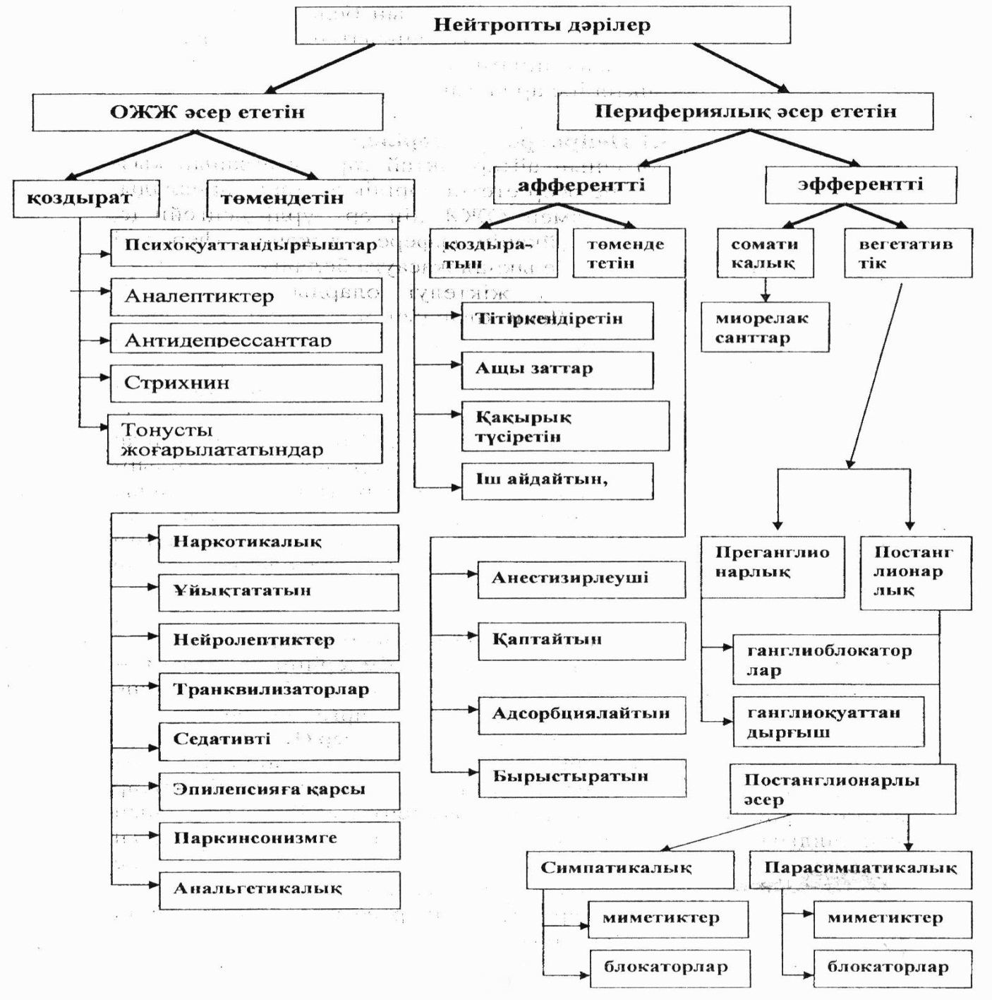 Нейтропты дәрілер
ОЖЖ әсер ететін
Перифериялық әсер ететін
қоздырат
төмендетін
афферентті
эфферентті
Психоқуаттандырғыштар
Аналептиктер
Антидепрессанттар
Стрихнин
Тонусты
жоғарылататындар
қоздыра-
тын
төменде
тетін
сомати
калық
вегетатив
тік
миорелак
санттар
Тітіркендіретін
Ащы заттар
Қақырық
түсіретін
Іш айдайтын,
Наркотикалық
Ұйықтататын
Нейролептиктер
Транквилизаторлар
Седативті
Эпилепсияға қарсы
Паркинсонизмге
Анальгетикалық
Анестизирлеуші
Қаптайтын
Адсорбциялайтын
Бырыстыратын
Преганглио
нарлық
Постанг
лионар
лық
ганглиоблокатор
лар
ганглиоқуаттан
дырғыш
Постанглионарлы
әсер
Симпатикалық
Парасимпатикалық
миметиктер
блокаторлар
миметиктер
блокаторлар